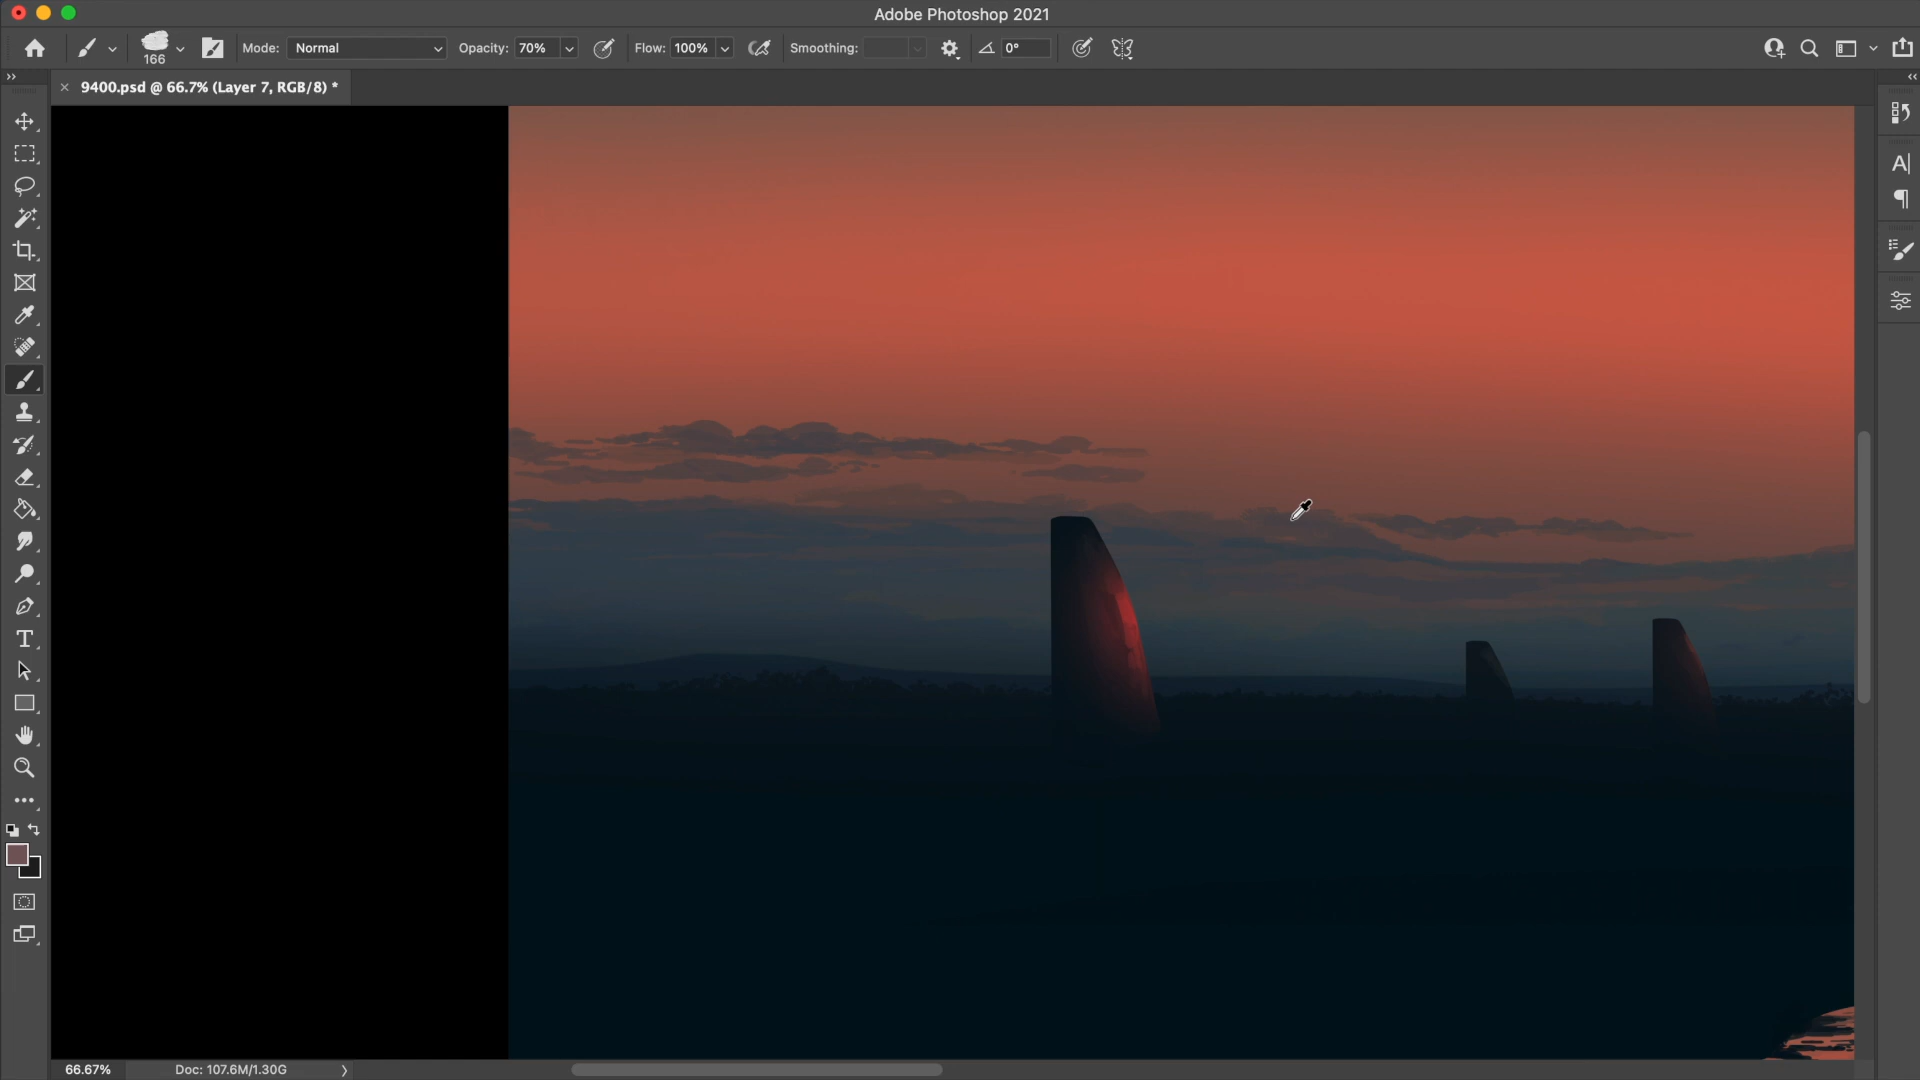 Adobe Photoshop 2021
166
Mode: Normal
Opacity: 70%
Flow: 100%
Smoothing:
0°
9400.psd @ 66.7% (Layer 7, RGB/8) *
66.67%
Doc: 107.6M/1.30G